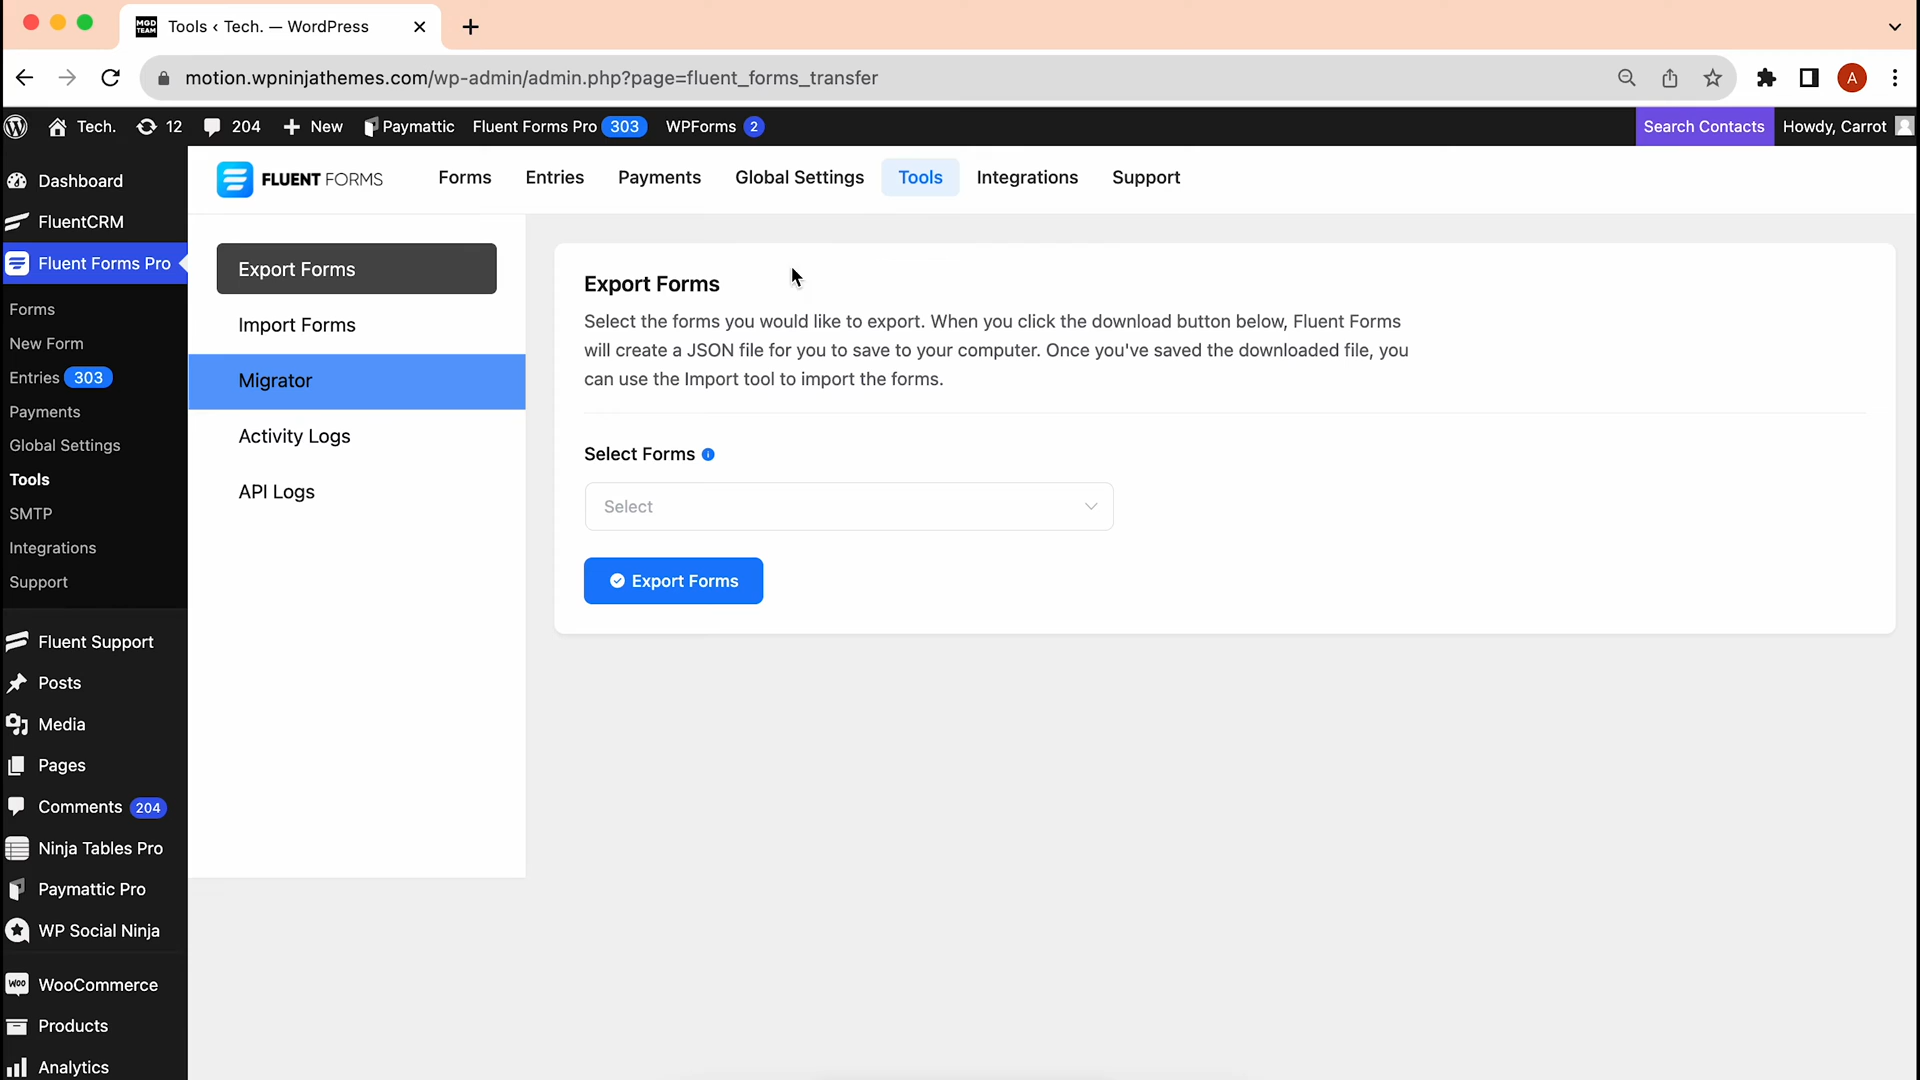 MGD
TEAM
Tools ‹ Tech. — WordPress
motion.wpninjathemes.com/wp-admin/admin.php?page=fluent_forms_transfer
A
Tech.
12
204
New
Paymattic
Fluent Forms Pro 303
WPForms 2
Search Contacts
Howdy, Carrot
Dashboard
FluentCRM
Fluent Forms Pro
Forms
New Form
Entries 303
Payments
Global Settings
Tools
SMTP
Integrations
Support
Fluent Support
Posts
Media
Pages
Comments 204
Ninja Tables Pro
Paymattic Pro
WP Social Ninja
WOO WooCommerce
Products
Analytics
FLUENT FORMS
Forms
Entries
Payments
Global Settings
Tools
Integrations
Support
Export Forms
Import Forms
Migrator
Activity Logs
API Logs
Export Forms
Select the forms you would like to export. When you click the download button below, Fluent Forms
will create a JSON file for you to save to your computer. Once you've saved the downloaded file, you
can use the Import tool to import the forms.
Select Forms
Select
Export Forms